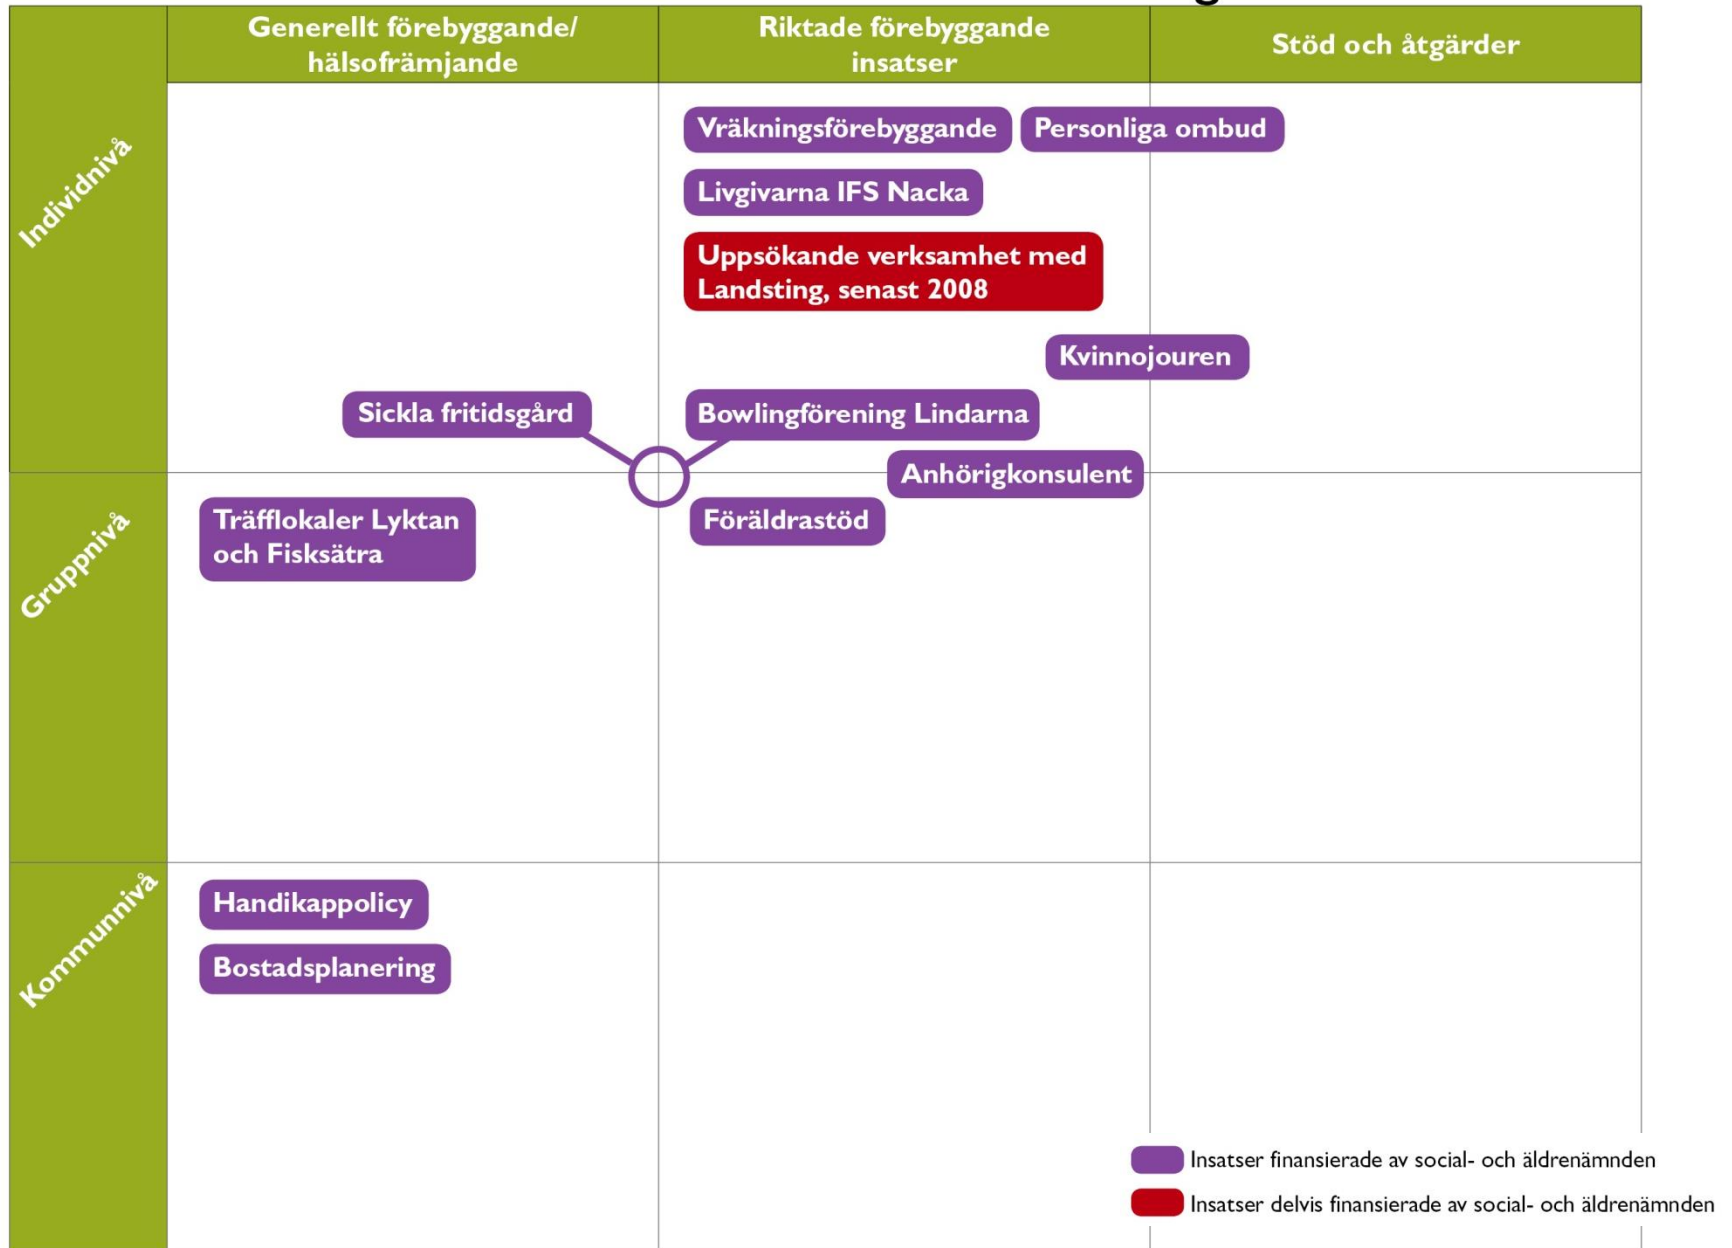 Generellt förebyggande/
hälsofrämjande
Riktade förebyggande
insatser
Stöd och åtgärder
Individnivå
Vräkningsförebyggande
Personliga ombud
Livgivarna IFS Nacka
Uppsökande verksamhet med
Landsting, senast 2008
Kvinnojouren
Sickla fritidsgård
Bowlingförening Lindarna
Anhörigkonsulent
Gruppnivå
Träfflokaler Lyktan
och Fisksätra
Föräldrastöd
Kommunnivå
Handikappolicy
Bostadsplanering
Insatser finansierade av social- och äldrenämnden
Insatser delvis finansierade av social- och äldrenämnden